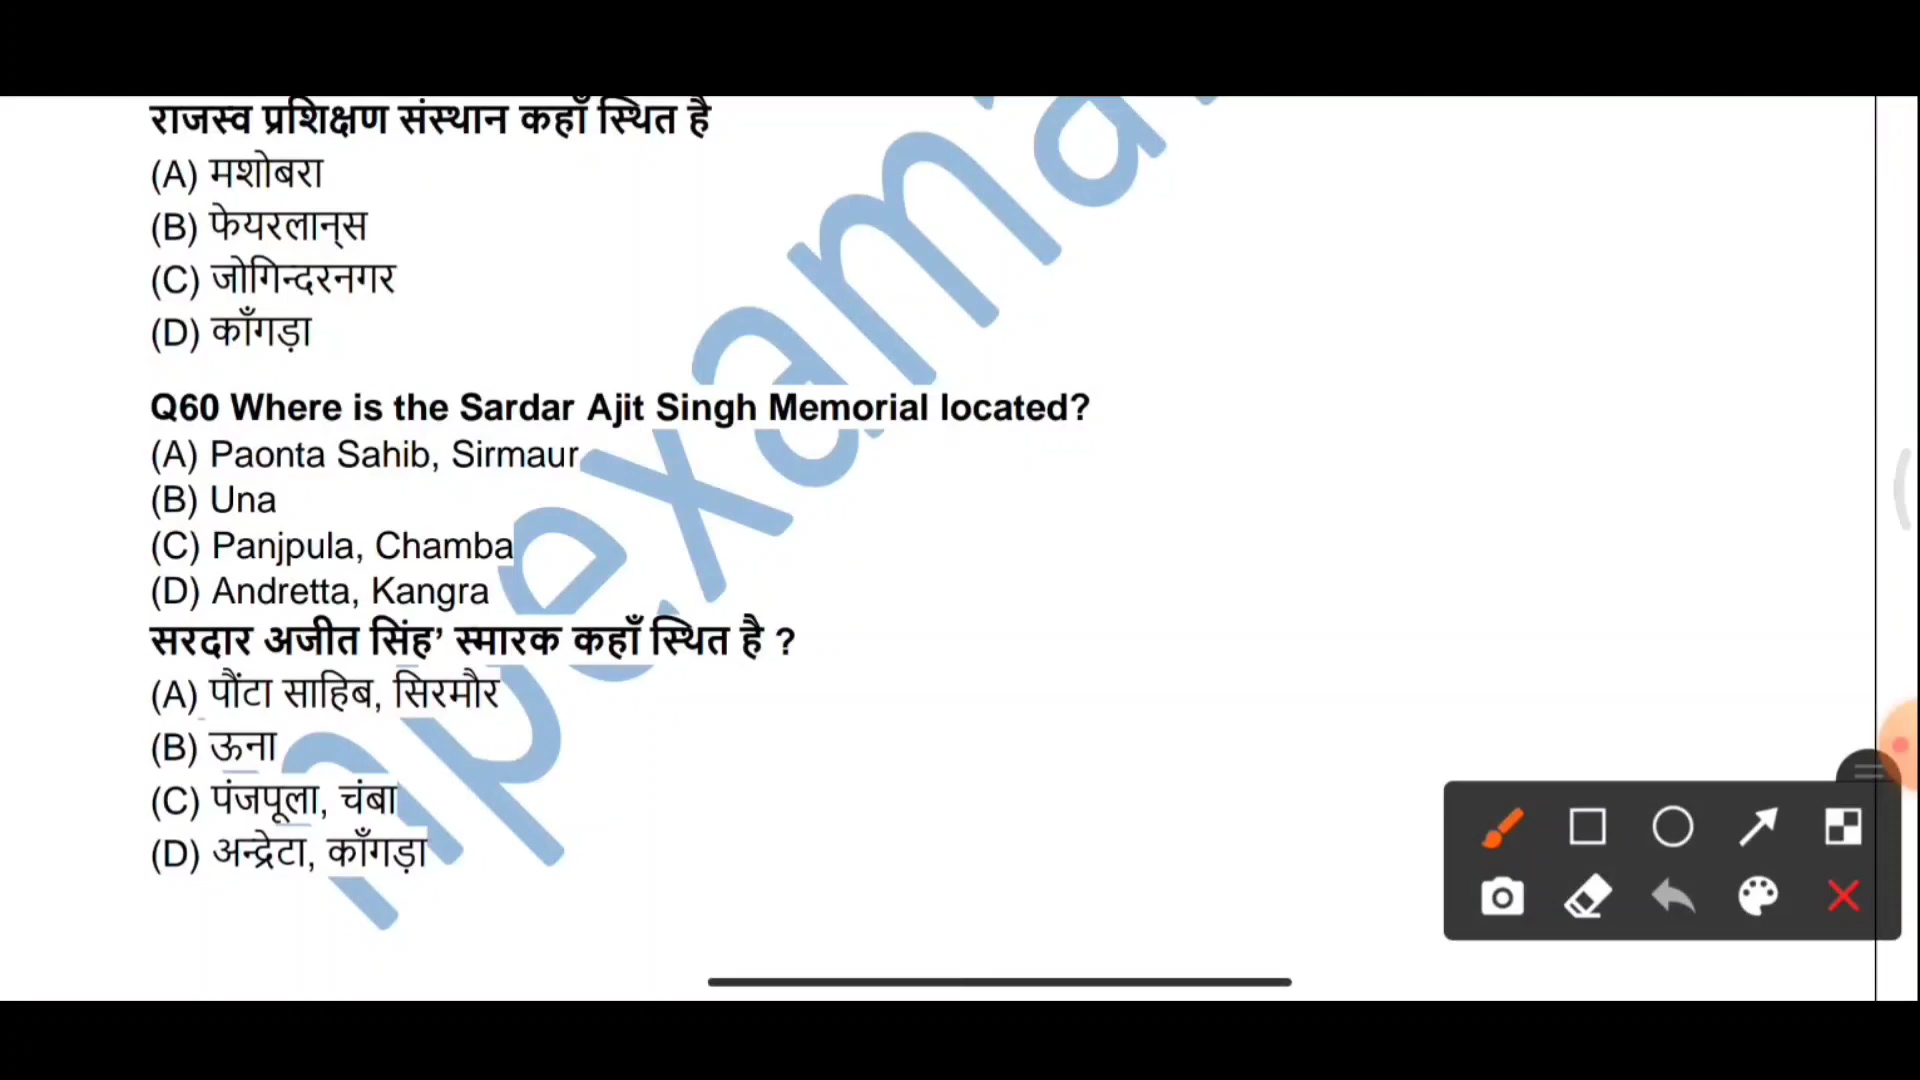 राजस्व प्रशिक्षण संस्थान कहाँ स्थित है
(A) मशोबरा
(B) फेयरलान्‌स
(C) जोगिन्दरनगर
(D) काँगड़ा
Q60 Where is the Sardar Ajit Singh Memorial located?
(A) Paonta Sahib, Sirmaur
(B) Una
(C) Panjpula, Chamba
(D) Andretta, Kangra
सरदार अजीत सिंह’ स्मारक कहाँ स्थित है ?
(A) पौंटा साहिब, सिरमौर
(B) ऊना
(C) पंजपूला, चंबा
(D) अन्द्रेटा, काँगड़ा